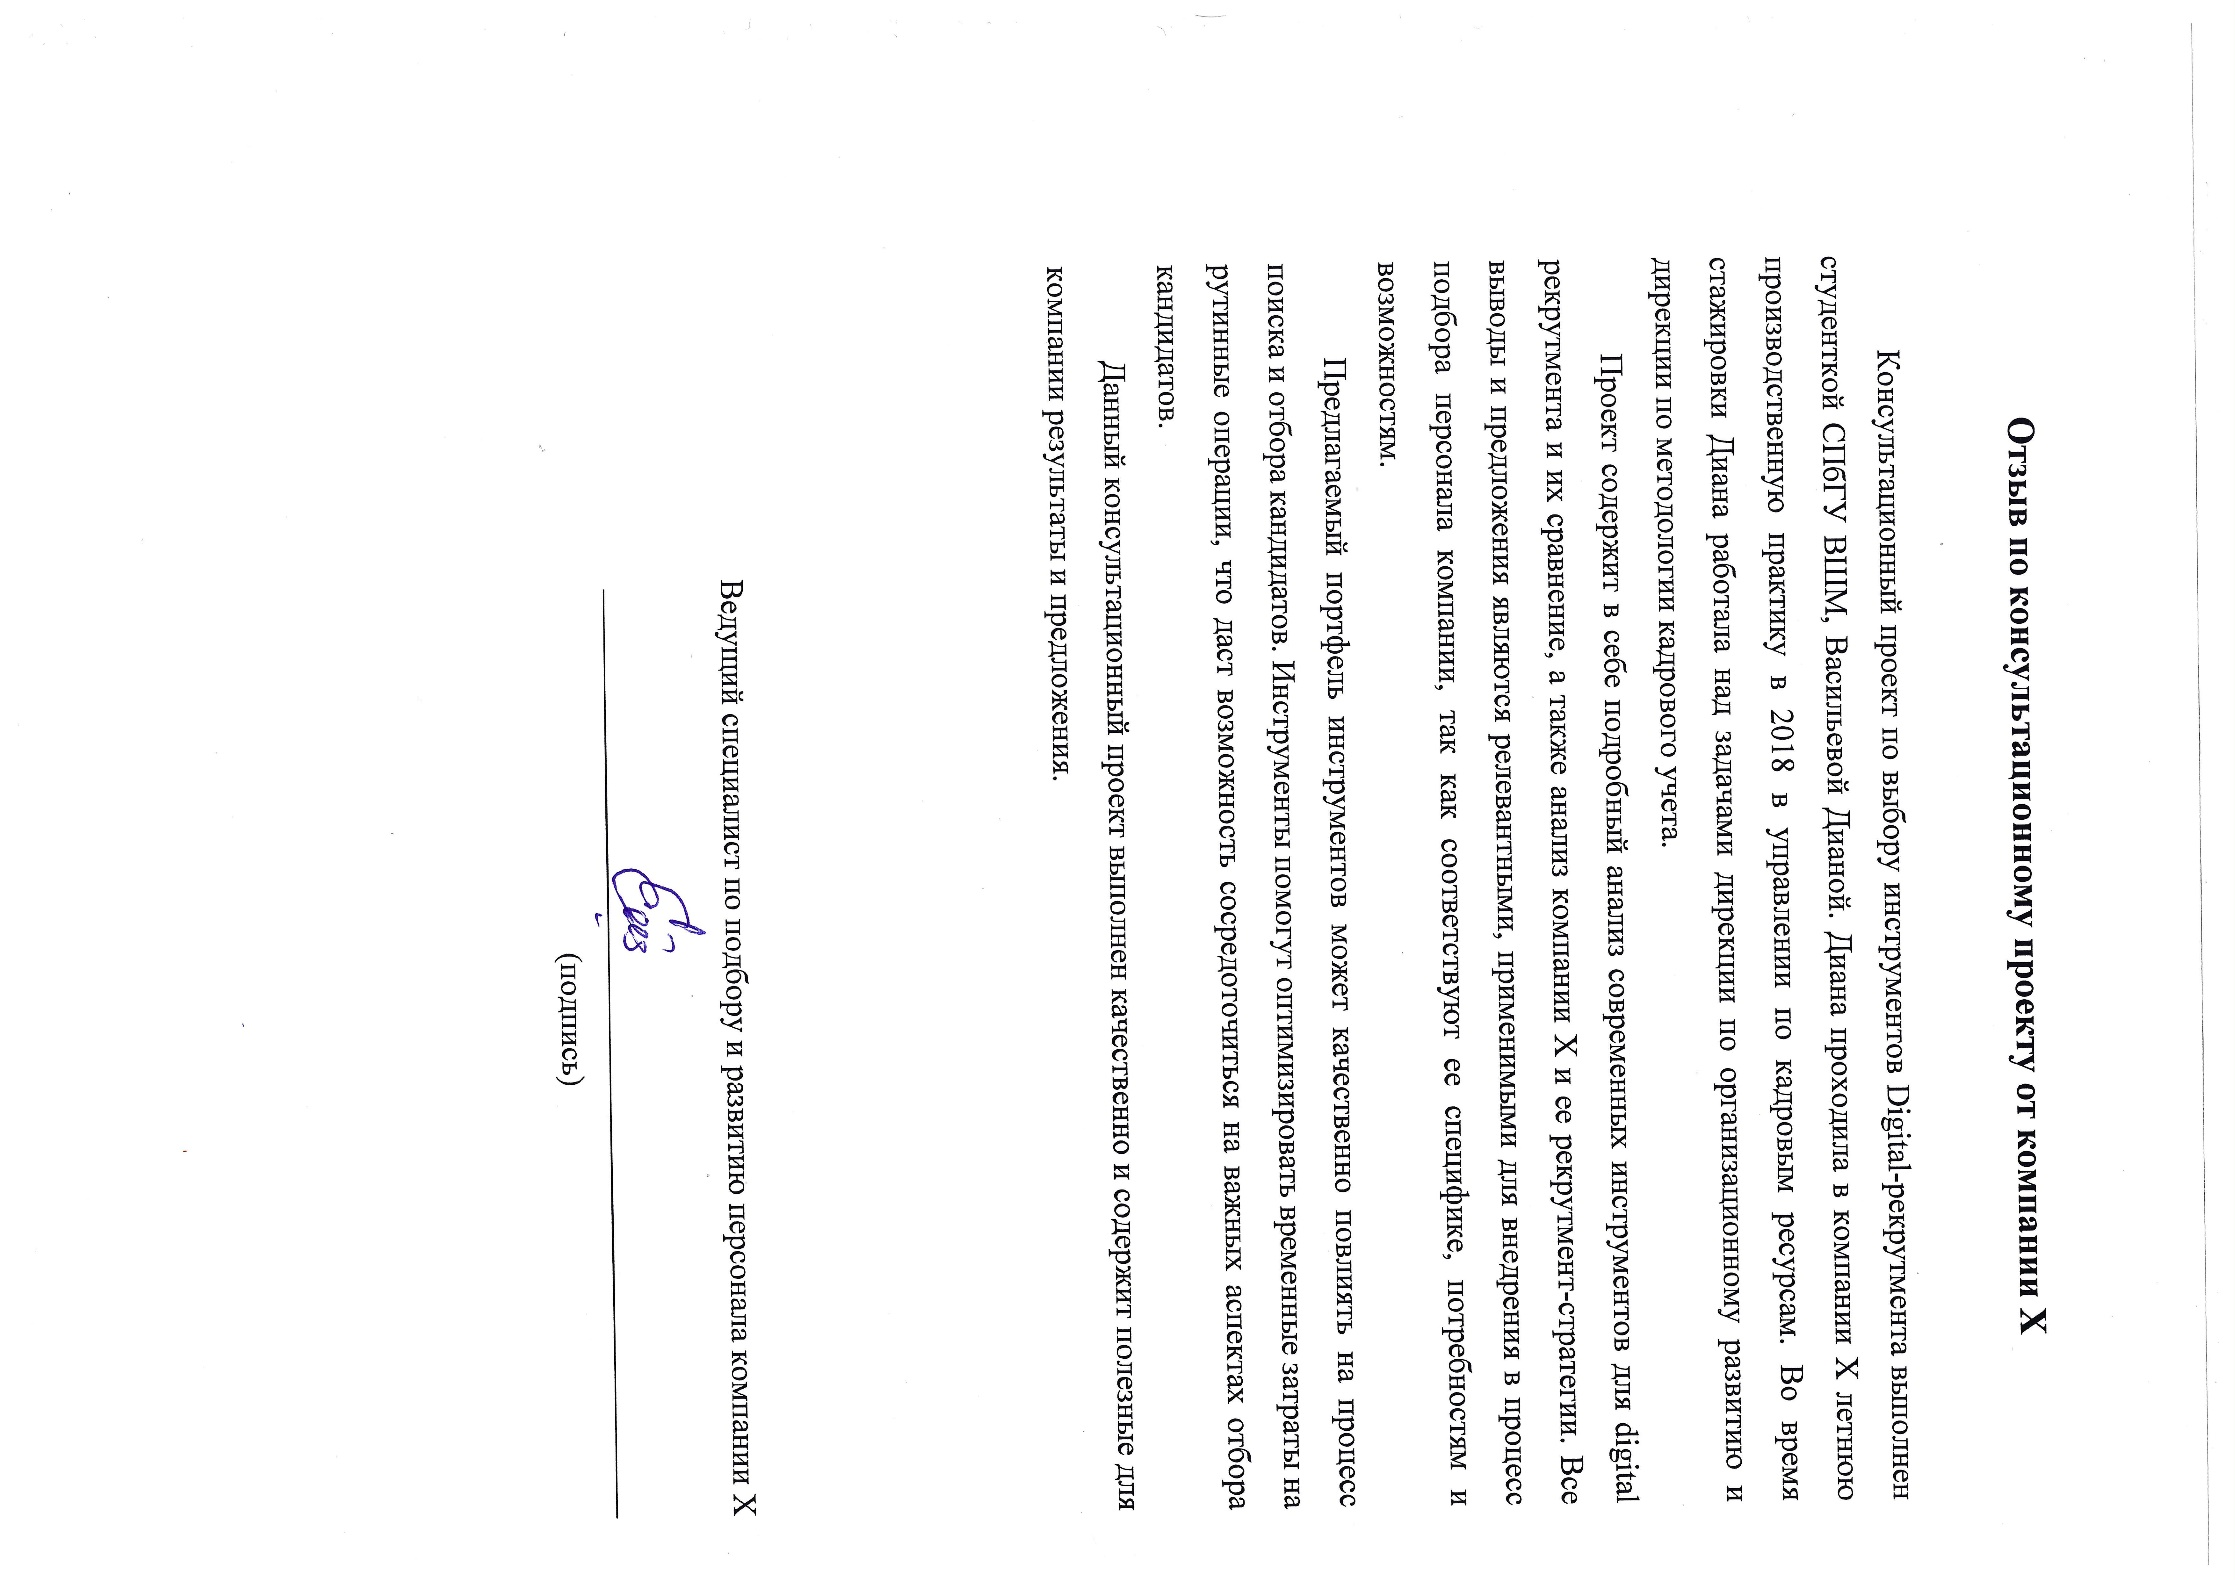 Отзыв по консультационному проекту от компании X
Консультационный проект по выбору инструментов Digital-рекрутмента выполнен
студенткой СПбГУ ВШМ, Васильевой Дианой. Диана проходила в компании X летнюю
производственную практику в 2018 в управлении по кадровым ресурсам. Во время
стажировки Диана работала над задачами дирекции по организационному развитию и
дирекции по методологии кадрового учета.
Проект содержит в себе подробный анализ современных инструментов для digital
рекрутмента и их сравнение, а также анализ компании X и ее рекрутмент-стратегии. Все
выводы и предложения являются релевантными, применимыми для внедрения в процесс
подбора персонала компании, так как соответствуют ее специфике, потребностям и
возможностям.
Предлагаемый портфель инструментов может качественно повлиять на процесс
поиска и отбора кандидатов. Инструменты помогут оптимизировать временные затраты на
рутинные операции, что даст возможность сосредоточиться на важных аспектах отбора
кандидатов.
Данный консультационный проект выполнен качественно и содержит полезные для
компании результаты и предложения.
Ведущий специалист по подбору и развитию персонала компании X
(подпись)